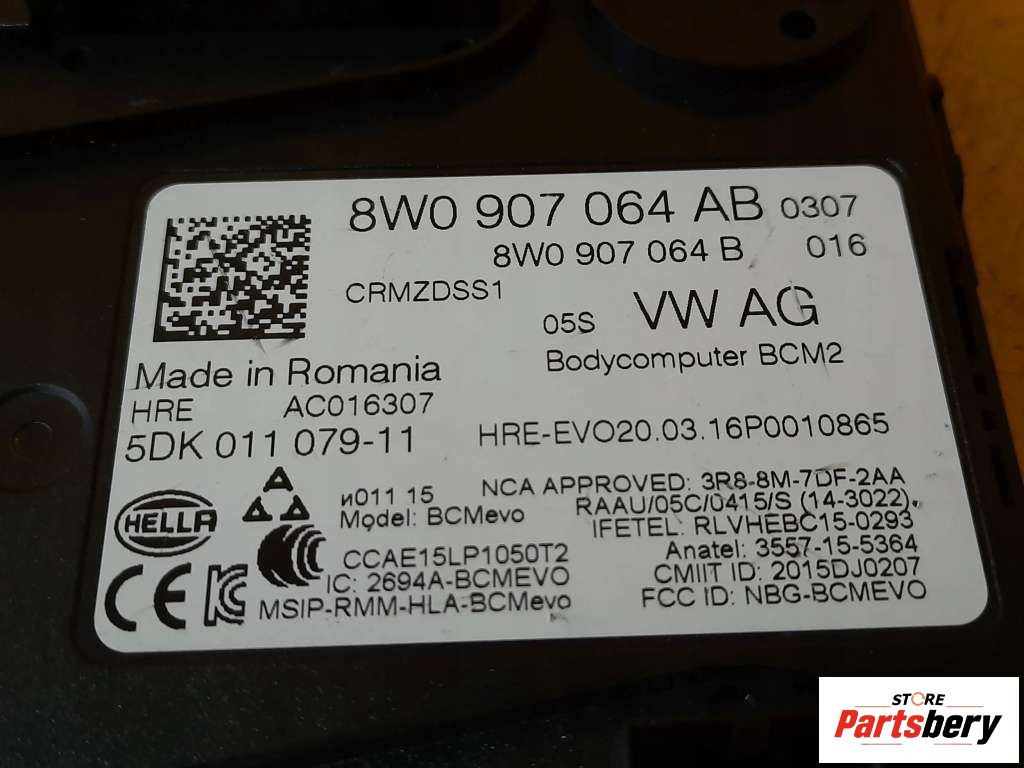 8W0 907 064 AB 0307
8W0 907 064 B 016
CRMZDSS1
05S VW AG
Bodycomputer BCM2
Made in Romania
HRE AC016307
5DK 011 079-11
HRE-EVO20.03.16P0010865
HELLA
и011 15
Model: BCMevo
NCA APPROVED: 3R8-8M-7DF-2AA
RAAU/05C/0415/S (14-3022).
IFETEL: RLVHEBC15-0293
Anatel: 3557-15-5364
CMIIT ID: 2015DJ0207
FCC ID: NBG-BCMEVO
CCAE15LP1050T2
IC: 2694A-BCMEVO
MSIP-RMM-HLA-BCMevo
CE
STORE
Partsbery